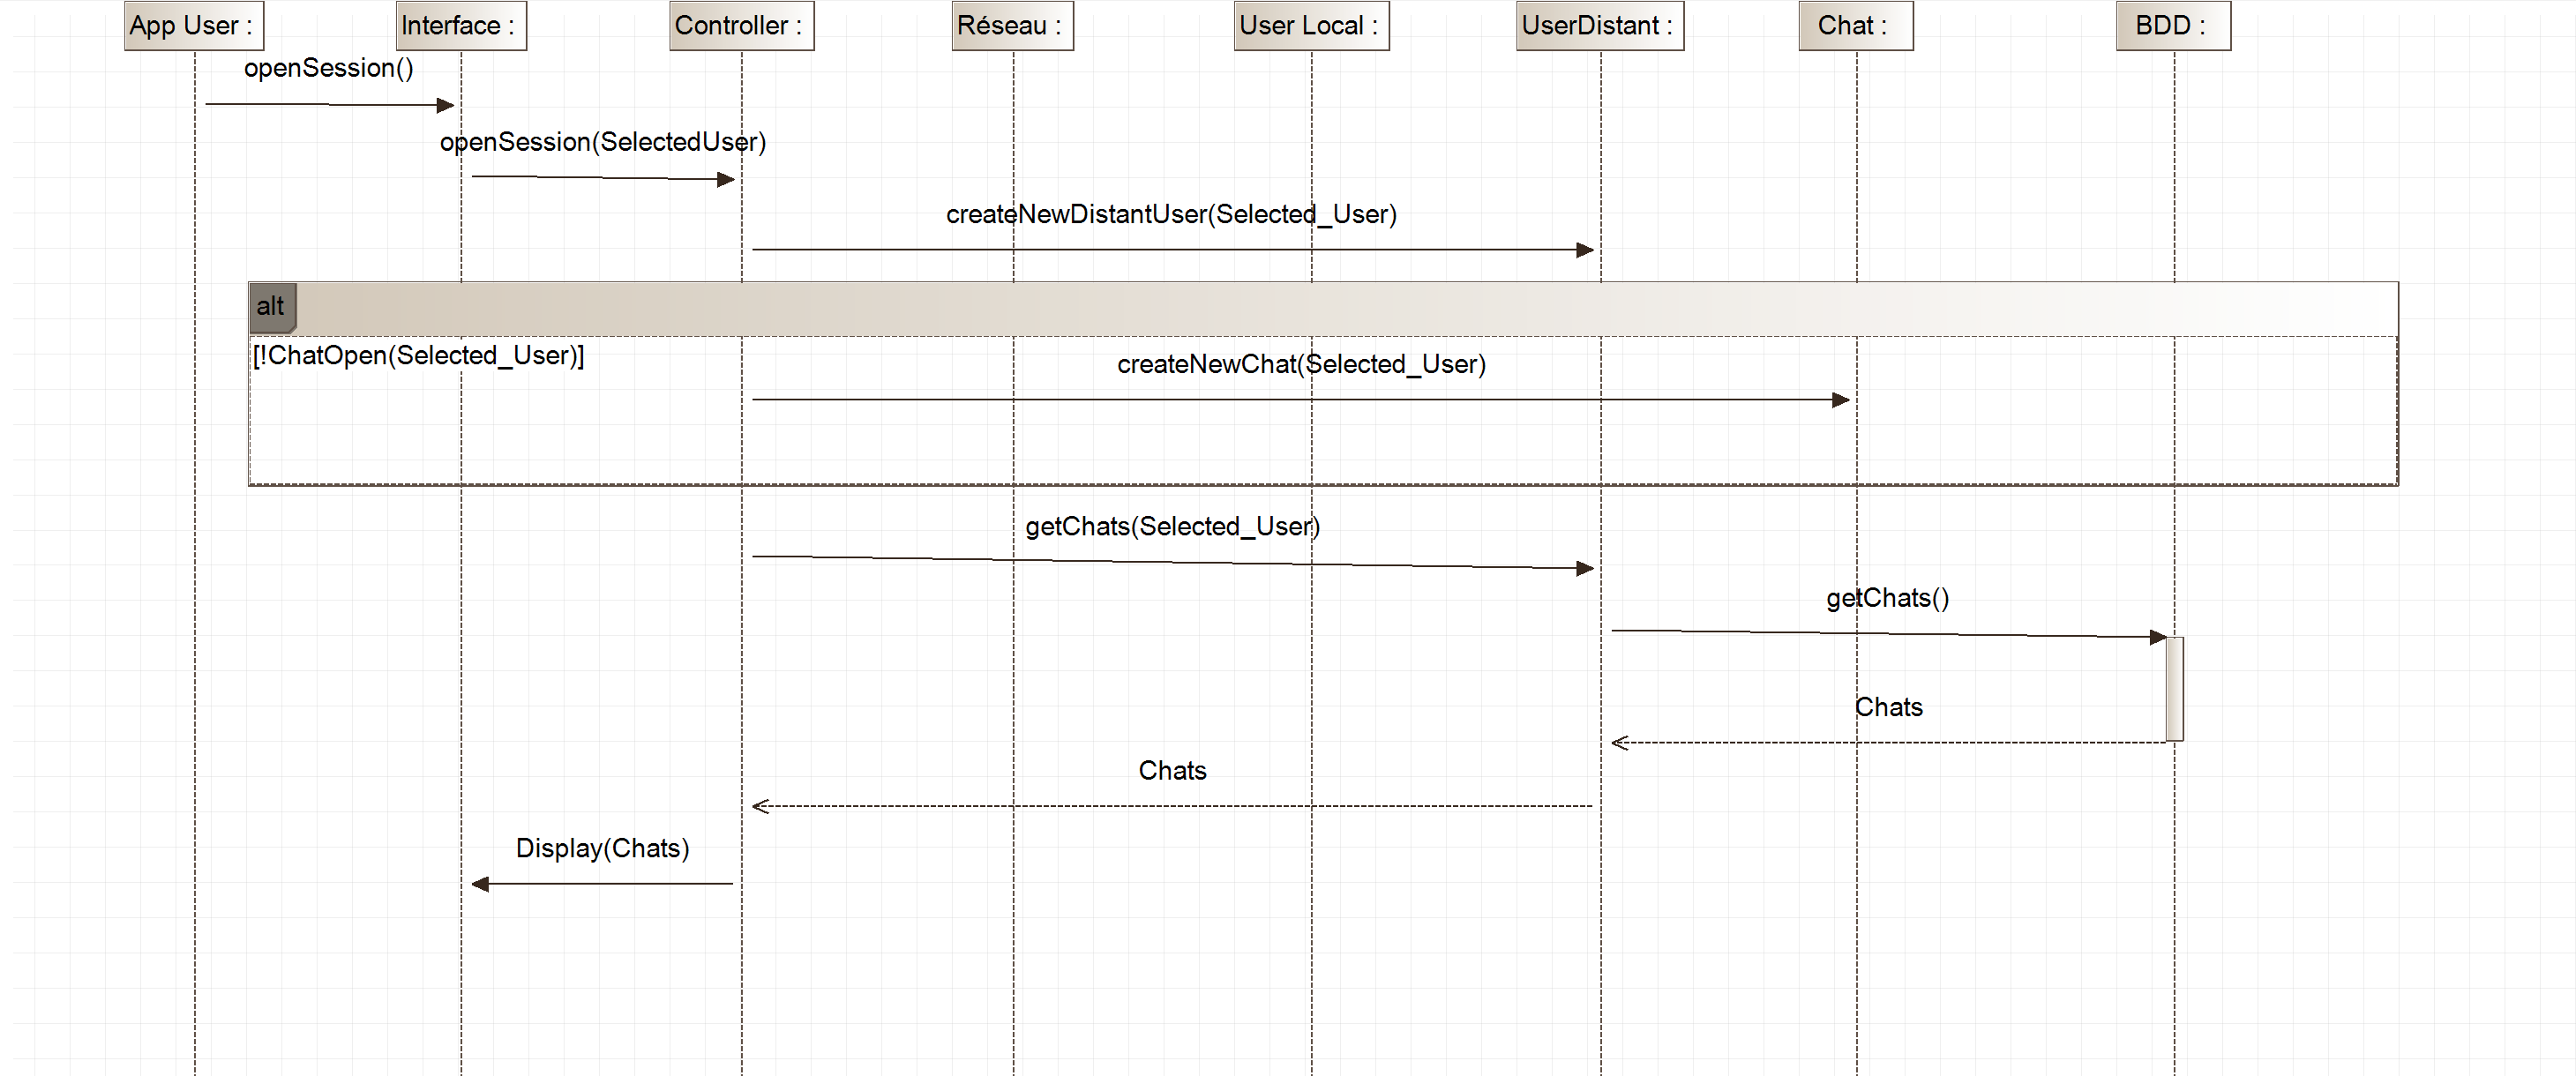 App User :
Interface :
Controller :
Réseau :
User Local :
UserDistant :
Chat :
BDD :
openSession()
openSession(SelectedUser)
createNewDistantUser(Selected_User)
alt
[!ChatOpen(Selected_User)]
createNewChat(Selected_User)
getChats(Selected_User)
getChats()
Chats
Chats
Display(Chats)